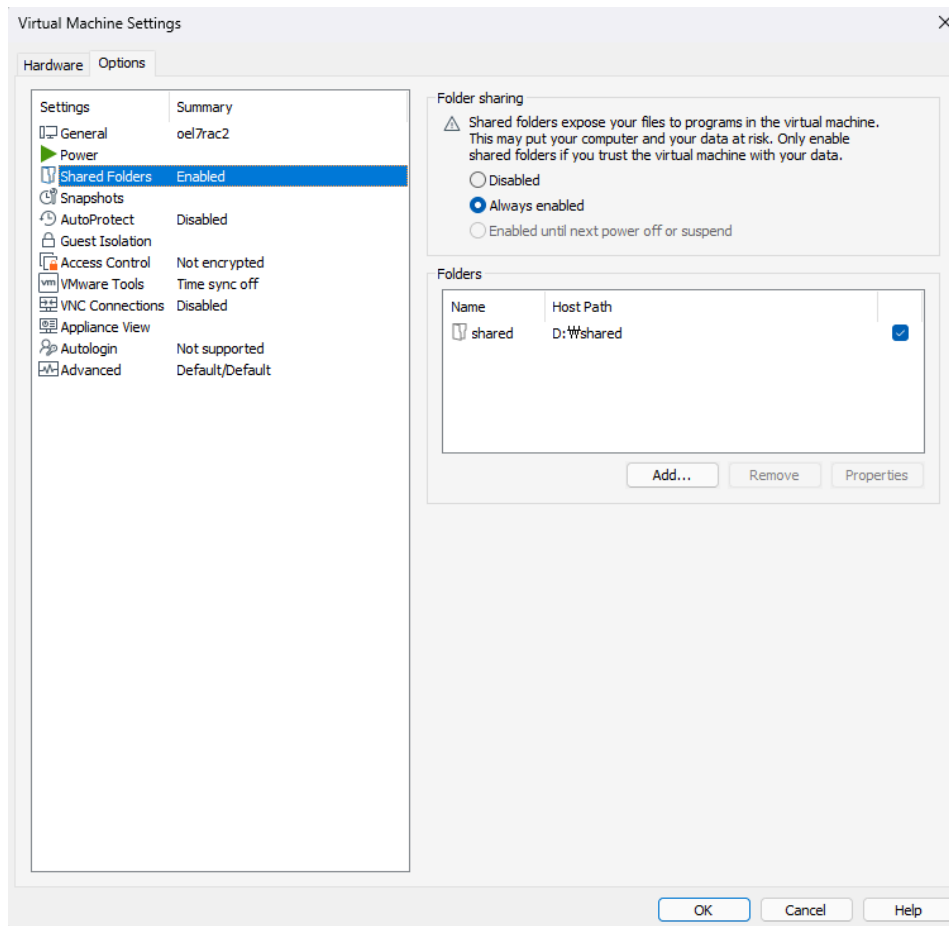 Virtual Machine Settings
Hardware Options
Settings Summary
General oel7rac2
Power
Shared Folders Enabled
Snapshots
AutoProtect Disabled
Guest Isolation
Access Control Not encrypted
vm VMware Tools Time sync off
VNC Connections Disabled
Appliance View
Autologin Not supported
Advanced Default/Default
Folder sharing
Shared folders expose your files to programs in the virtual machine.
This may put your computer and your data at risk. Only enable
shared folders if you trust the virtual machine with your data.
Disabled
Always enabled
Enabled until next power off or suspend
Folders
Name Host Path
shared D:₩shared
Add... Remove Properties
OK Cancel Help